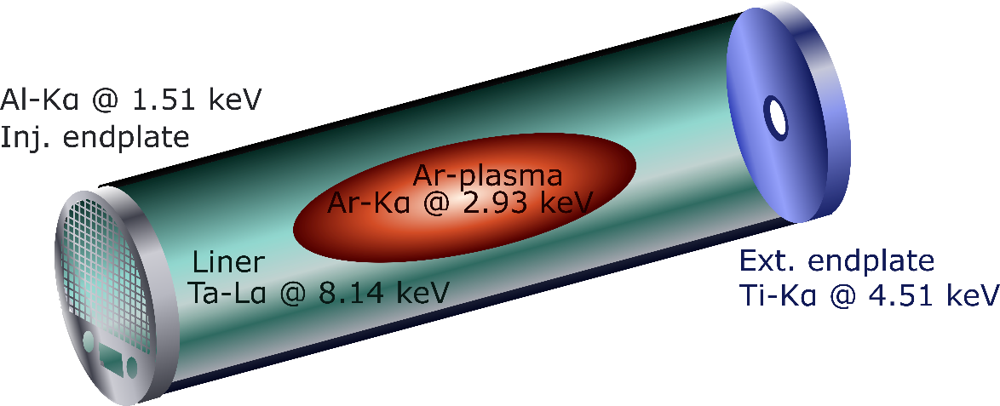 Al-Kα @ 1.51 keV
Inj. endplate
Ar-plasma
Ar-Kα @ 2.93 keV
Liner
Ta-Lα @ 8.14 keV
Ext. endplate
Ti-Kα @ 4.51 keV